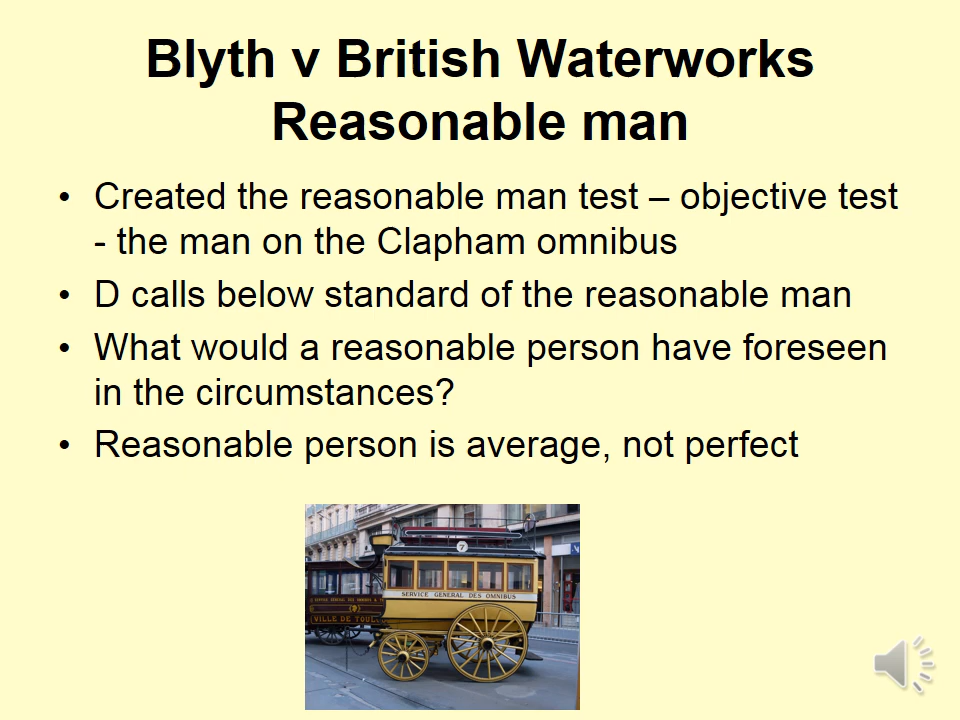 Blyth v British Waterworks
Reasonable man
• Created the reasonable man test – objective test
- the man on the Clapham omnibus
• D calls below standard of the reasonable man
• What would a reasonable person have foreseen
in the circumstances?
• Reasonable person is average, not perfect
7
SERVICE GENERAL DES OMNIBUS
VILLE DE TOUL